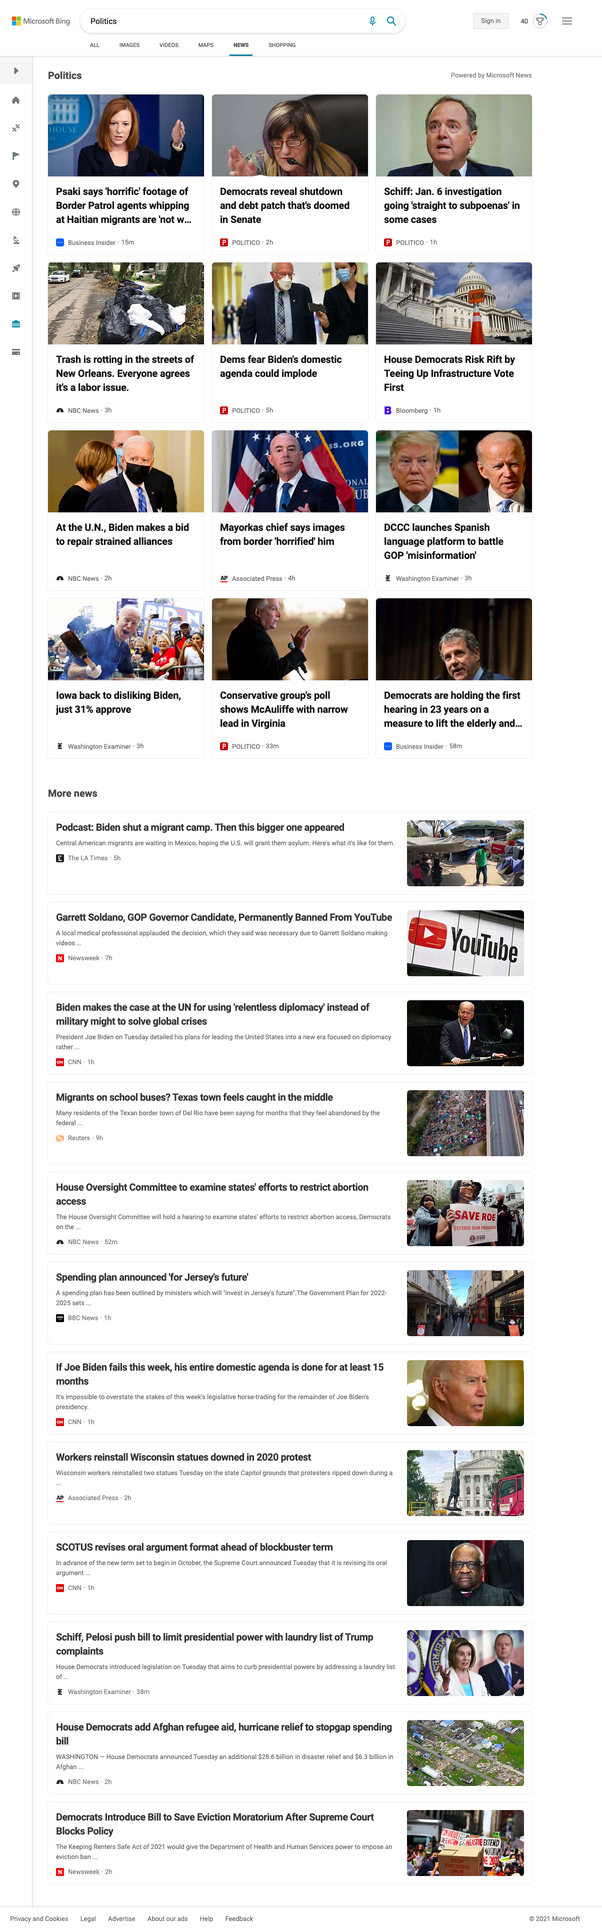 Microsoft Bing
Politics
Sign in
40
ALL IMAGES VIDEOS MAPS NEWS SHOPPING
Politics
Powered by Microsoft News
Psaki says 'horrific' footage of
Border Patrol agents whipping
at Haitian migrants are 'not w...
Business Insider · 15m
Democrats reveal shutdown
and debt patch that's doomed
in Senate
POLITICO · 2h
Schiff: Jan. 6 investigation
going 'straight to subpoenas' in
some cases
POLITICO · 1h
Trash is rotting in the streets of
New Orleans. Everyone agrees
it's a labor issue.
NBC News · 3h
Dems fear Biden's domestic
agenda could implode
POLITICO · 5h
House Democrats Risk Rift by
Teeing Up Infrastructure Vote
First
Bloomberg · 1h
At the U.N., Biden makes a bid
to repair strained alliances
NBC News · 2h
Mayorkas chief says images
from border 'horrified' him
Associated Press · 4h
DCCC launches Spanish
language platform to battle
GOP 'misinformation'
Washington Examiner · 3h
Iowa back to disliking Biden,
just 31% approve
Washington Examiner · 3h
Conservative group's poll
shows McAuliffe with narrow
lead in Virginia
POLITICO · 33m
Democrats are holding the first
hearing in 23 years on a
measure to lift the elderly and...
Business Insider · 58m
More news
Podcast: Biden shut a migrant camp. Then this bigger one appeared
Central American migrants are waiting in Mexico, hoping the U.S. will grant them asylum. Here's what it's like for them.
The LA Times · 5h
Garrett Soldano, GOP Governor Candidate, Permanently Banned From YouTube
A local medical professional applauded the decision, which they said was necessary due to Garrett Soldano making
videos ...
Newsweek · 7h
YouTube
Biden makes the case at the UN for using 'relentless diplomacy' instead of
military might to solve global crises
President Joe Biden on Tuesday detailed his plans for leading the United States into a new era focused on diplomacy
rather ...
CNN · 1h
Migrants on school buses? Texas town feels caught in the middle
Many residents of the Texan border town of Del Rio have been saying for months that they feel abandoned by the
federal ...
Reuters · 9h
House Oversight Committee to examine states' efforts to restrict abortion
access
The House Oversight Committee will hold a hearing to examine states' efforts to restrict abortion access, Democrats
on the ...
NBC News · 52m
SAVE ROE
Spending plan announced 'for Jersey's future'
A spending plan has been outlined by ministers which will "invest in Jersey's future".The Government Plan for 2022-
2025 sets ...
BBC News · 1h
If Joe Biden fails this week, his entire domestic agenda is done for at least 15
months
It's impossible to overstate the stakes of this week's legislative horse-trading for the remainder of Joe Biden's
presidency.
CNN · 1h
Workers reinstall Wisconsin statues downed in 2020 protest
Wisconsin workers reinstalled two statues Tuesday on the state Capitol grounds that protesters ripped down during a
...
Associated Press · 2h
SCOTUS revises oral argument format ahead of blockbuster term
In advance of the new term set to begin in October, the Supreme Court announced Tuesday that it is revising its oral
argument ...
CNN · 1h
Schiff, Pelosi push bill to limit presidential power with laundry list of Trump
complaints
House Democrats introduced legislation on Tuesday that aims to curb presidential powers by addressing a laundry list
of ...
Washington Examiner · 38m
House Democrats add Afghan refugee aid, hurricane relief to stopgap spending
bill
WASHINGTON — House Democrats announced Tuesday an additional $28.6 billion in disaster relief and $6.3 billion in
Afghan ...
NBC News · 2h
Democrats Introduce Bill to Save Eviction Moratorium After Supreme Court
Blocks Policy
The Keeping Renters Safe Act of 2021 would give the Department of Health and Human Services power to impose an
eviction ban ...
Newsweek · 2h
Privacy and Cookies Legal Advertise About our ads Help Feedback
© 2021 Microsoft